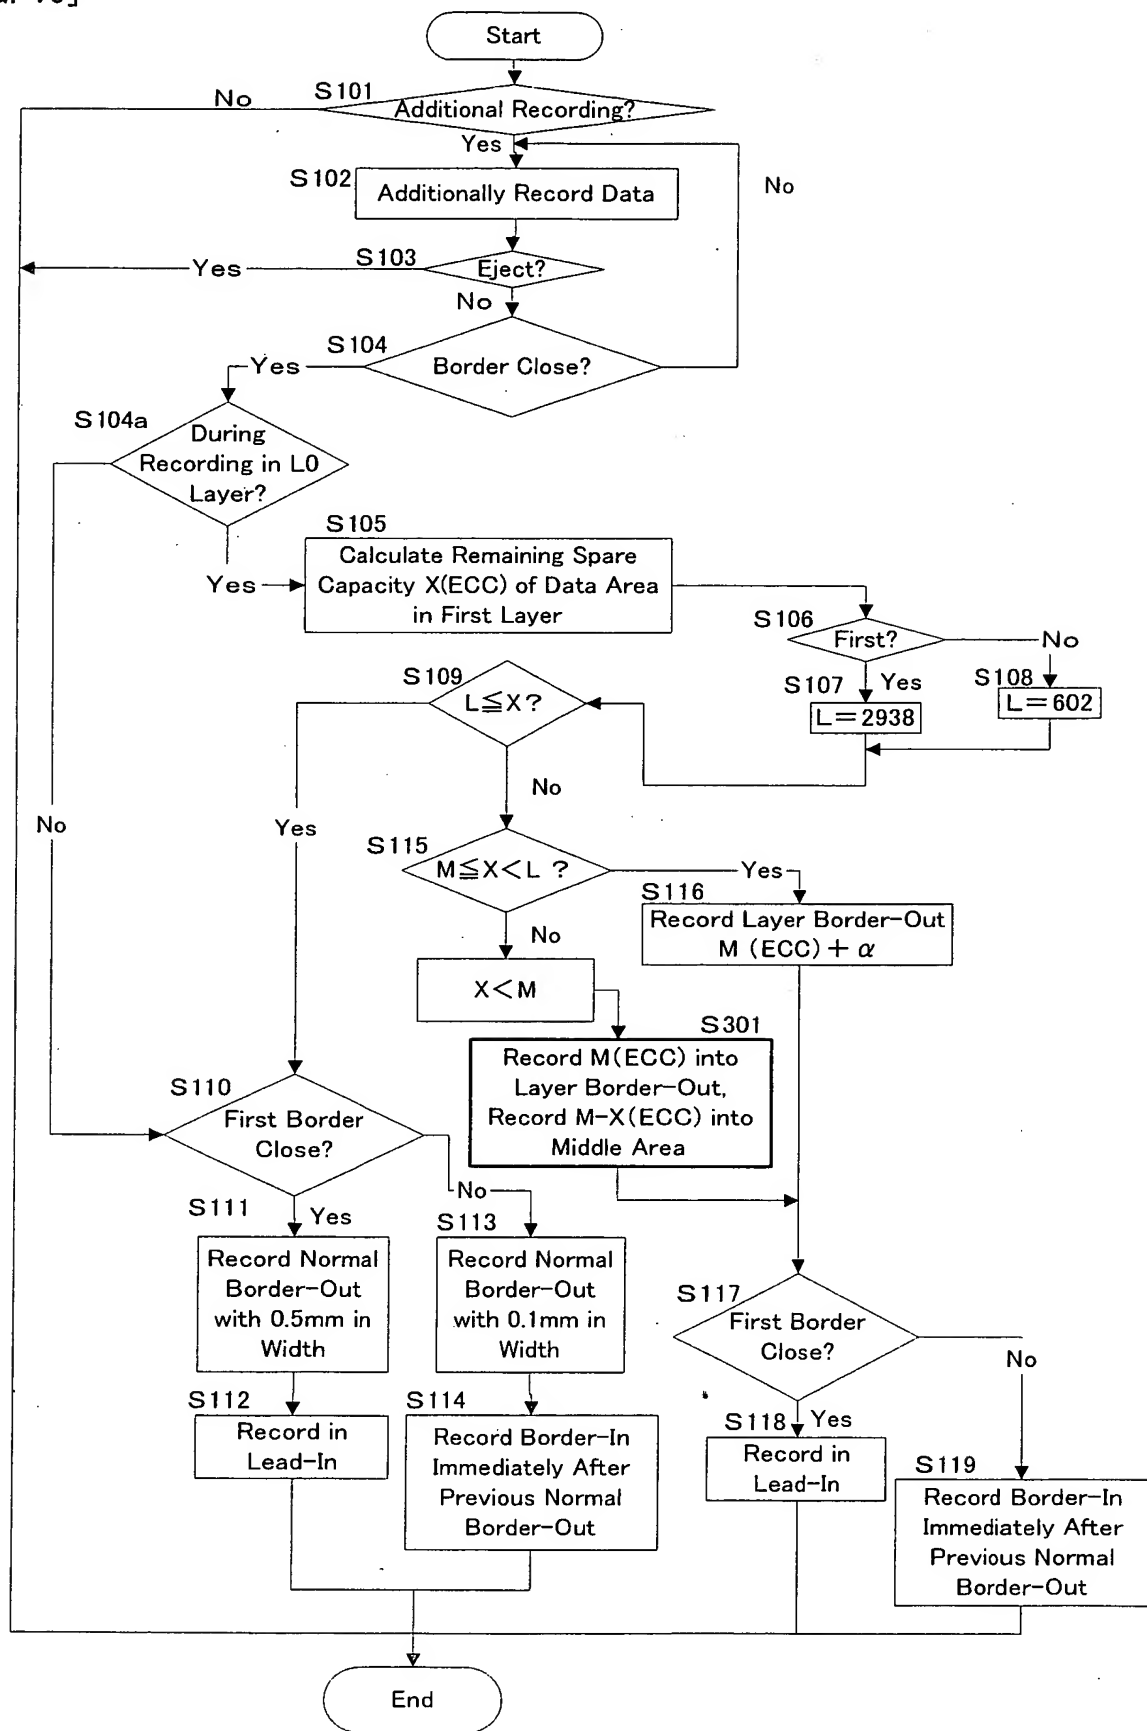 Start
S101
No
Additional Recording?
Yes
S102
Additionally Record Data
No
S103
Yes
Eject?
No
S104
Yes
Border Close?
S104a
During
Recording in L0
Layer?
Yes
S105
Calculate Remaining Spare
Capacity X(ECC) of Data Area
in First Layer
S106
First?
No
S107
Yes
L=2938
S108
L=602
S109
L≦X?
No
Yes
No
S115
M≦X<L ?
Yes
S116
Record Layer Border-Out
M (ECC)+ α
No
X<M
S301
Record M(ECC) into
Layer Border-Out,
Record M-X(ECC) into
Middle Area
S110
First Border
Close?
No
S111
Yes
Record Normal
Border-Out
with 0.5mm in
Width
S113
Record Normal
Border-Out
with 0.1mm in
Width
S112
Record in
Lead-In
S114
Record Border-In
Immediately After
Previous Normal
Border-Out
S117
First Border
Close?
No
S118
Yes
Record in
Lead-In
S119
Record Border-In
Immediately After
Previous Normal
Border-Out
End